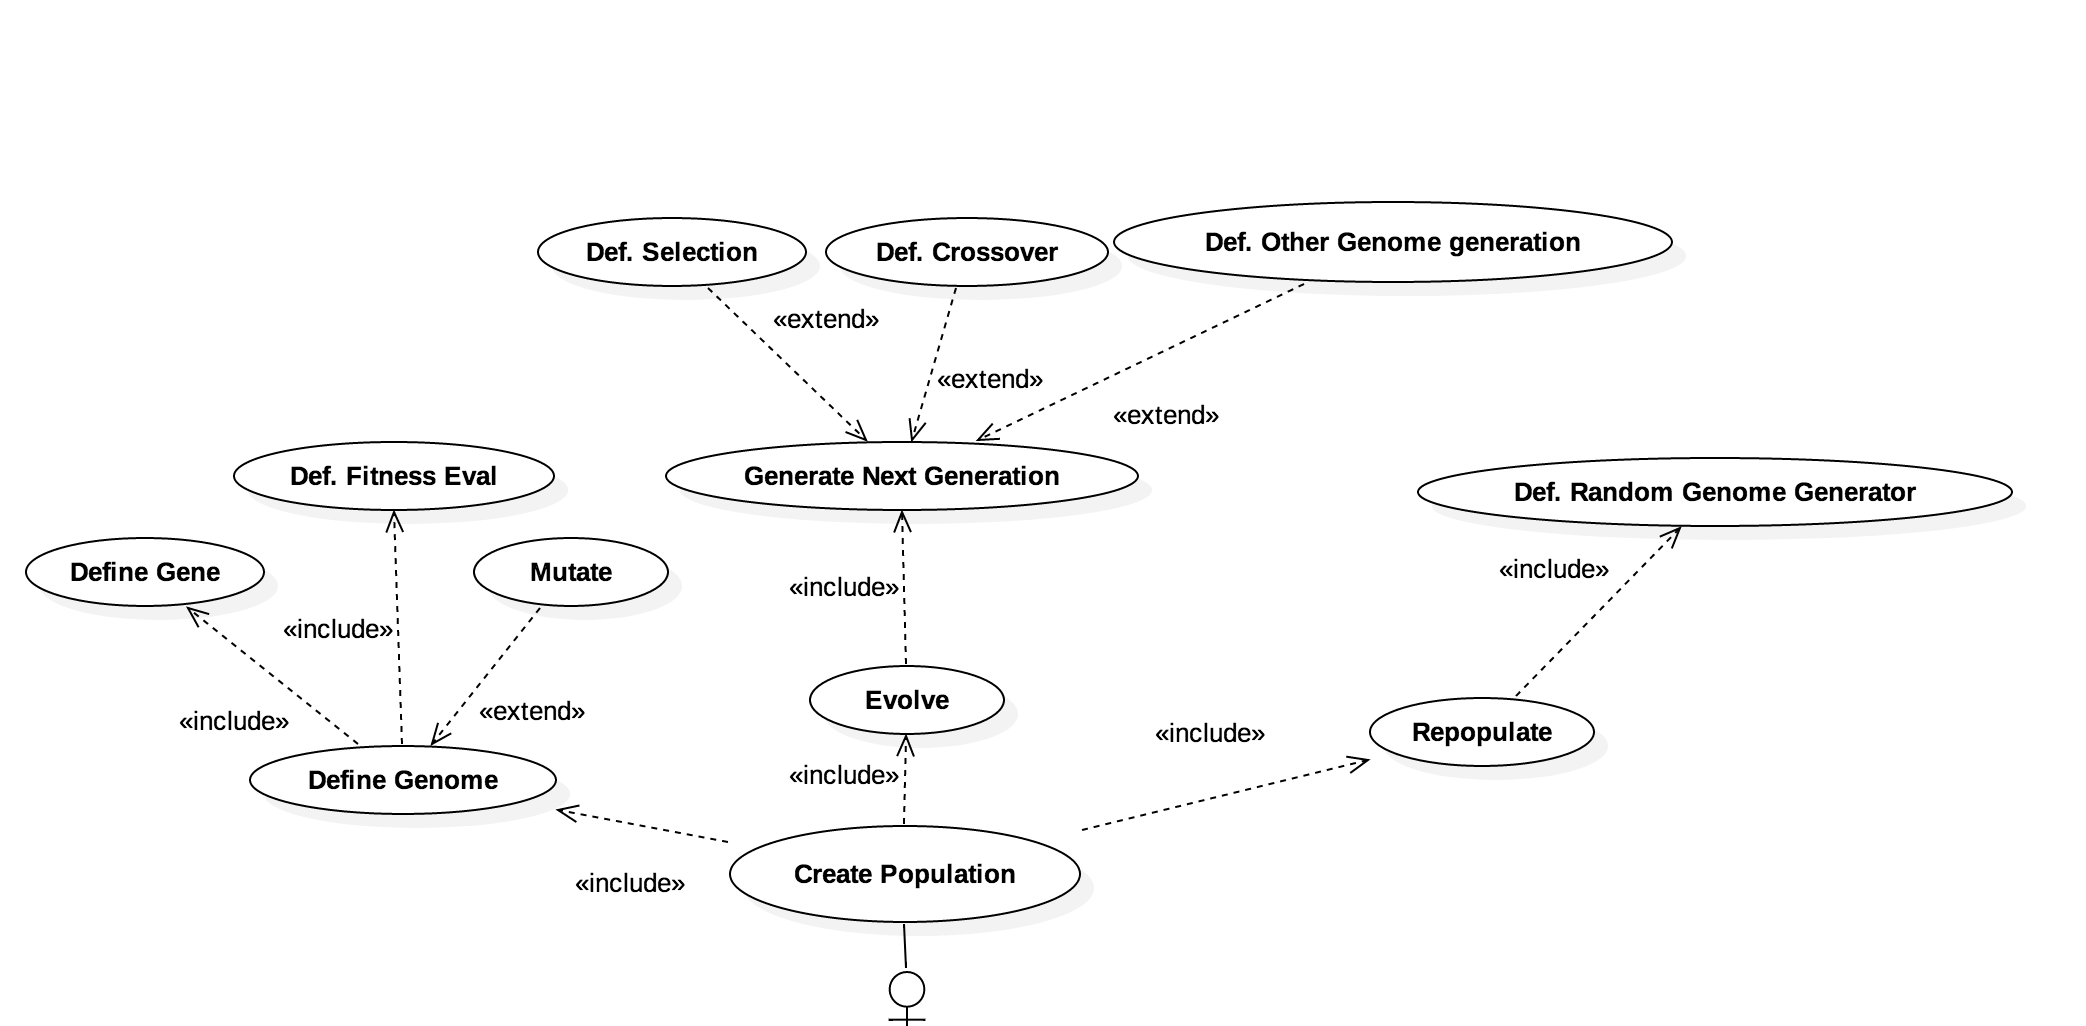 Def. Selection
Def. Crossover
Def. Other Genome generation
«extend»
«extend»
«extend»
Def. Fitness Eval
Generate Next Generation
Def. Random Genome Generator
Define Gene
Mutate
«include»
«include»
«include»
«include»
«extend»
Evolve
«include»
Repopulate
Define Genome
«include»
«include»
Create Population